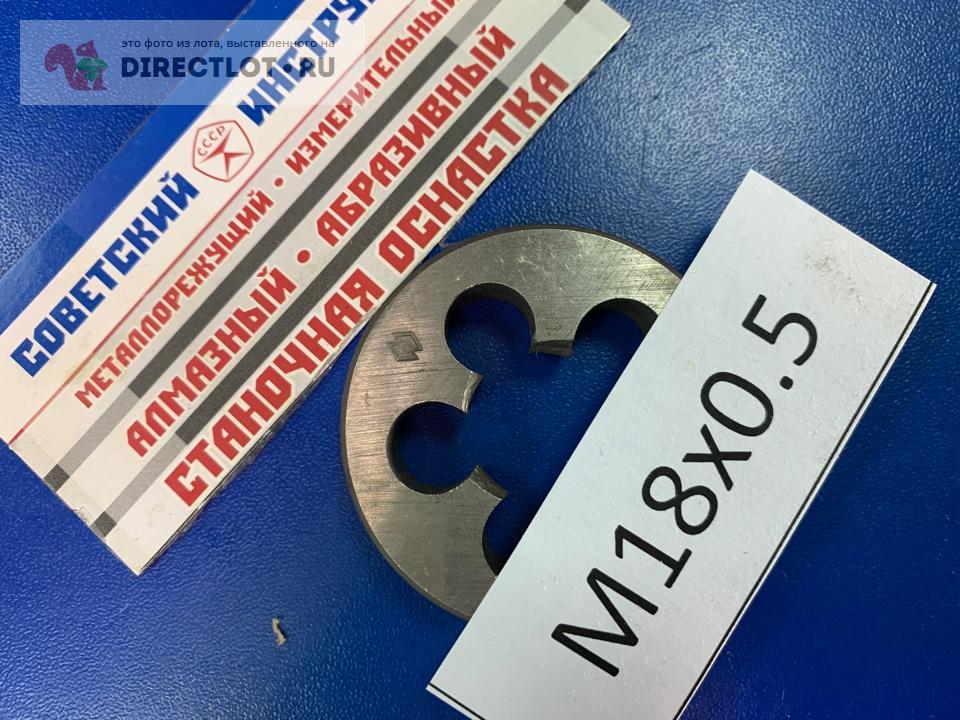 это фото из лота, выставленного на
DIRECTLOT.RU
СОВЕТСКИЙ
СССР
МЕТАЛЛОРЕЖУЩИЙ • ИЗМЕРИТЕЛЬНЫЙ
АЛМАЗНЫЙ • АБРАЗИВНЫЙ
СТАНОЧНАЯ ОСНАСТКА
M18x0.5